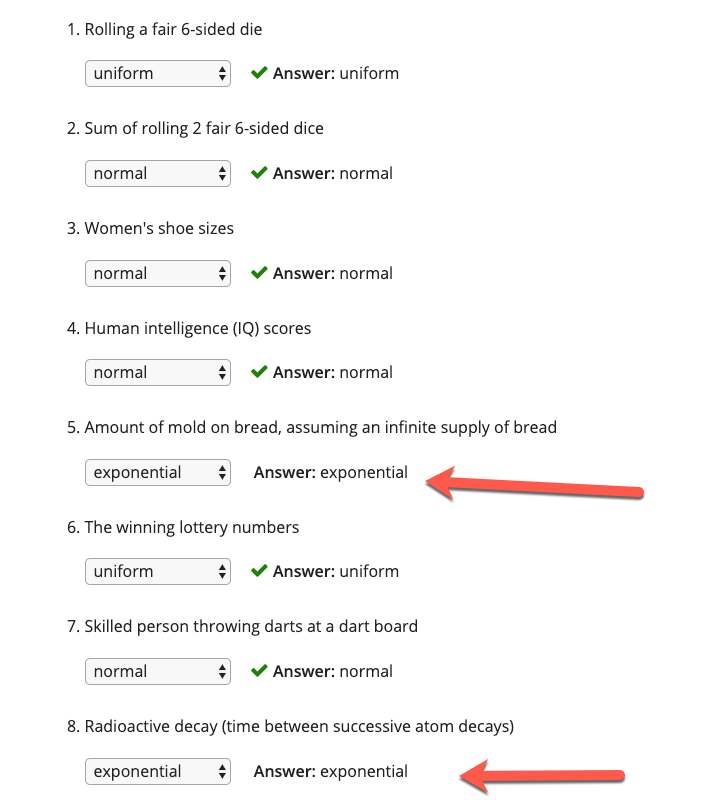 1. Rolling a fair 6-sided die
uniform Answer: uniform
2. Sum of rolling 2 fair 6-sided dice
normal Answer: normal
3. Women's shoe sizes
normal Answer: normal
4. Human intelligence (IQ) scores
normal Answer: normal
5. Amount of mold on bread, assuming an infinite supply of bread
exponential Answer: exponential
6. The winning lottery numbers
uniform Answer: uniform
7. Skilled person throwing darts at a dart board
normal Answer: normal
8. Radioactive decay (time between successive atom decays)
exponential Answer: exponential